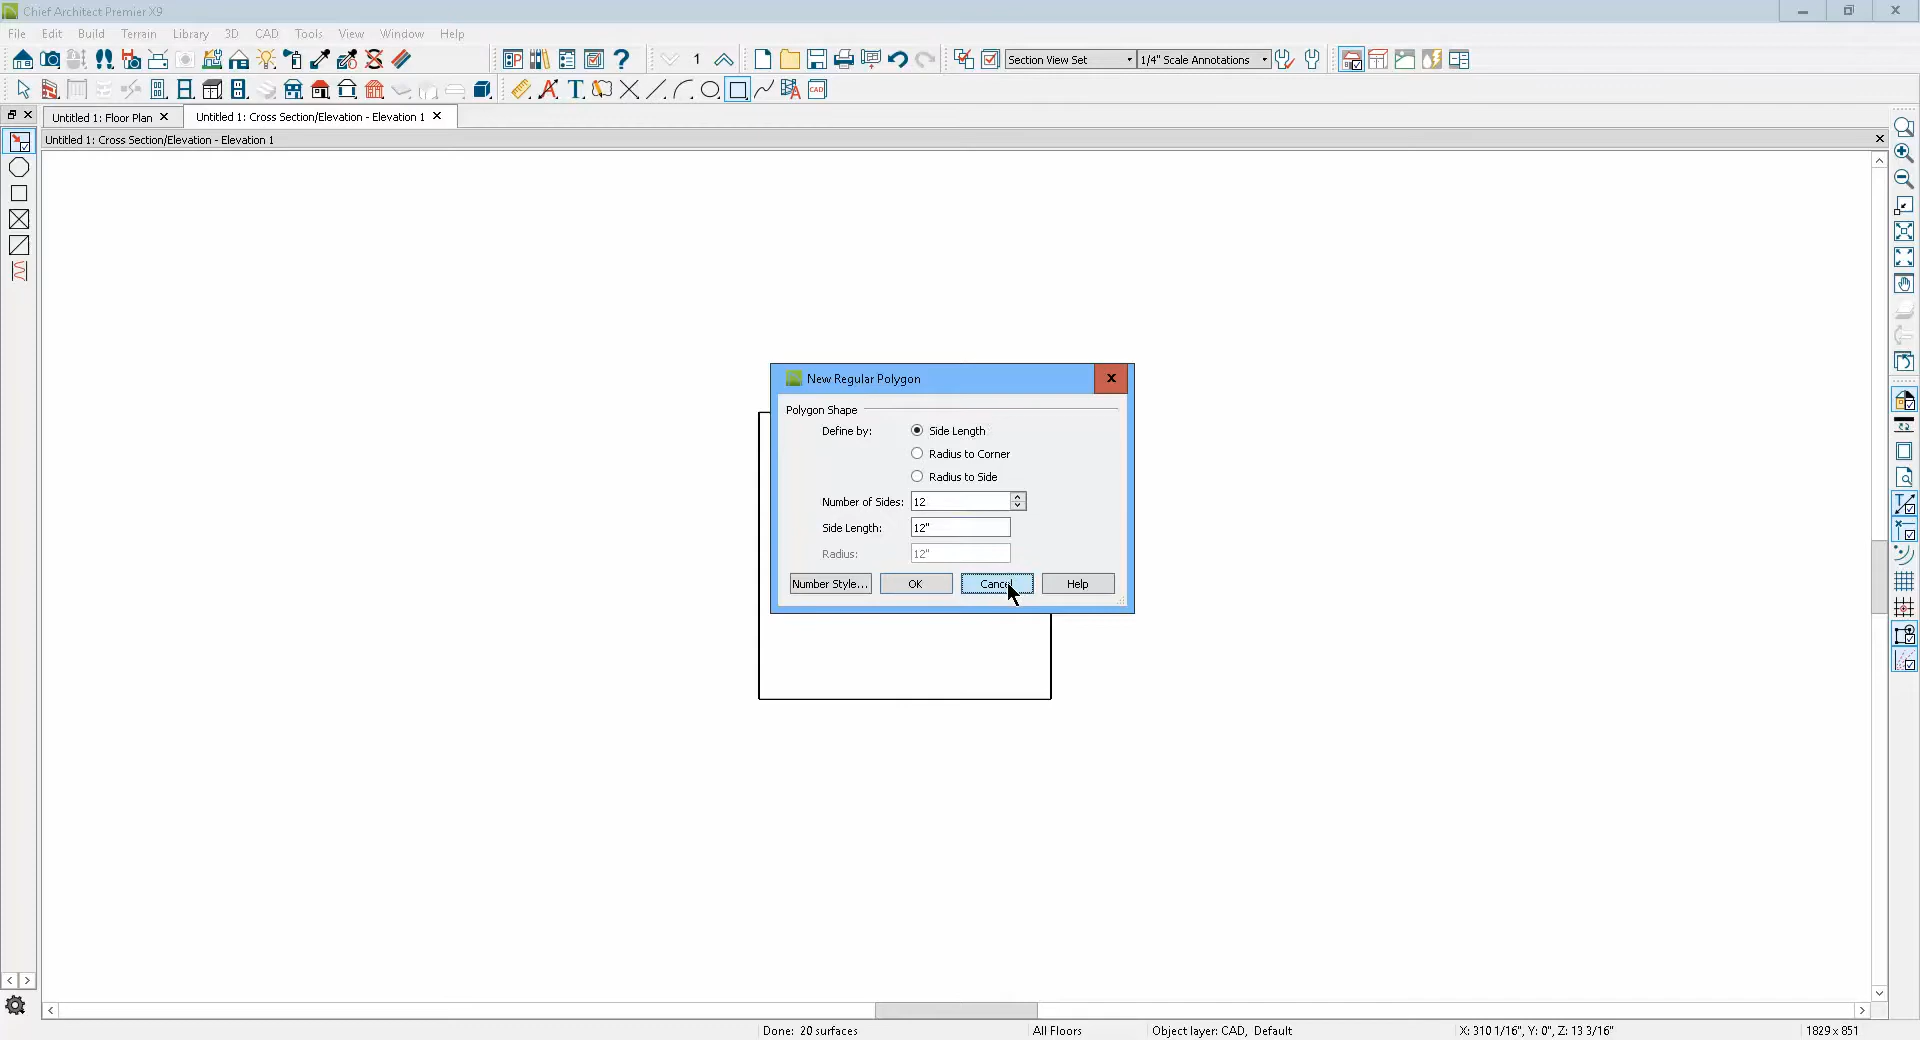 Chief Architect Premier X9
File Edit Build Terrain Library 3D CAD Tools View Window Help
1 Section View Set 1/4" Scale Annotations
CAD
Untitled 1: Floor Plan Untitled 1: Cross Section/Elevation - Elevation 1
Untitled 1: Cross Section/Elevation - Elevation 1
New Regular Polygon
Polygon Shape
Define by: Side Length
Radius to Corner
Radius to Side
Number of Sides: 12
Side Length: 12"
Radius: 12"
Number Style... OK Cancel Help
Done: 20 surfaces All Floors Object layer: CAD, Default X: 310 1/16", Y: 0", Z: 13 3/16" 1829 x 851